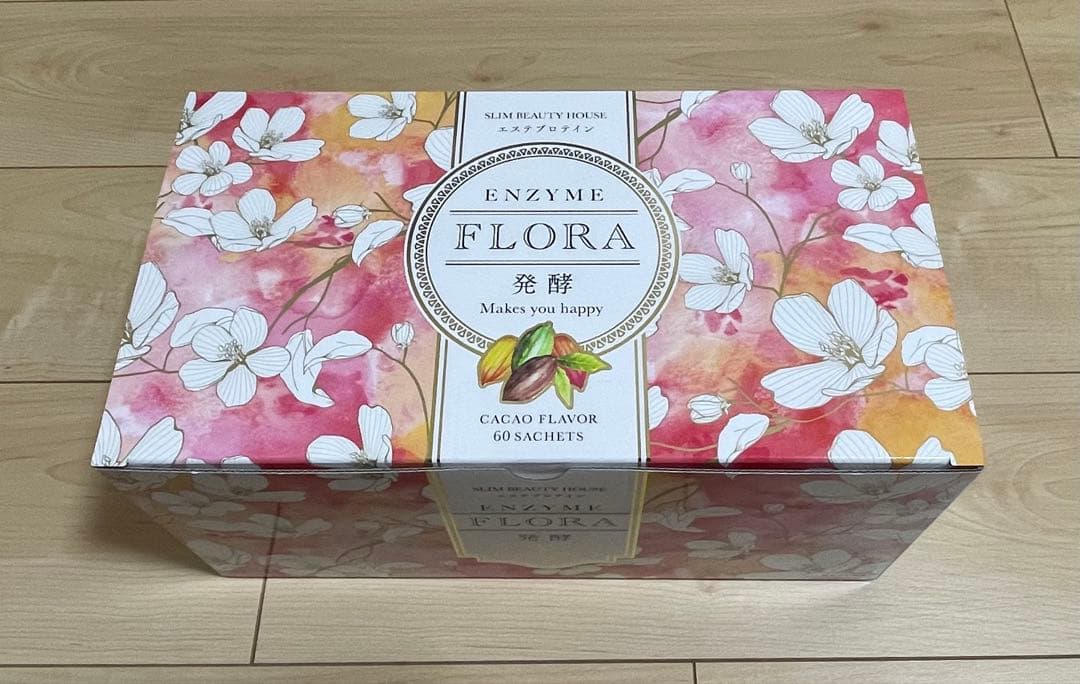 SLIM BEAUTY HOUSE
エステプロテイン
ENZYME
FLORA
発酵
Makes you happy
CACAO FLAVOR
60 SACHETS
SLIM BEAUTY HOUSE
エステプロテイン
ENZYME
FLORA
発酵